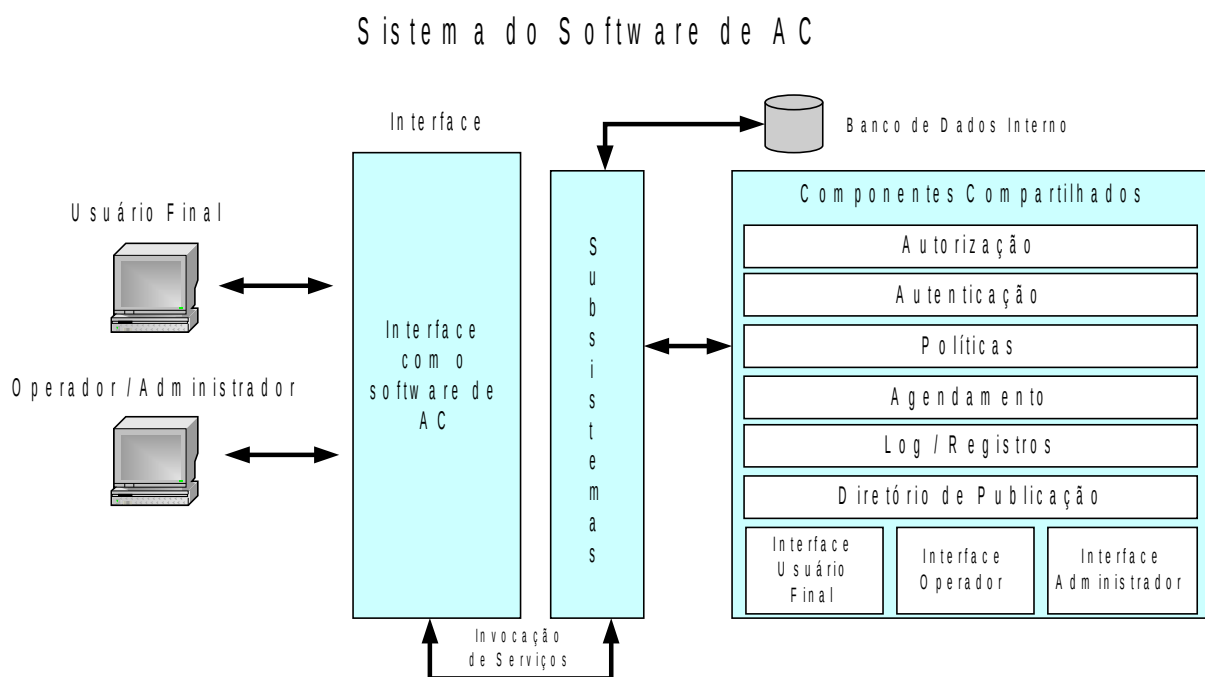 Sistema do Software de AC
Interface
Banco de Dados Interno
Usuário Final
Operador / Administrador
Interface
com o
software de
AC
Subsistemas
Componentes Compartilhados
Autorização
Autenticação
Políticas
Agendamento
Log / Registros
Diretório de Publicação
Interface
Usuário
Final
Interface
Operador
Interface
Administrador
Invocação
de Serviços